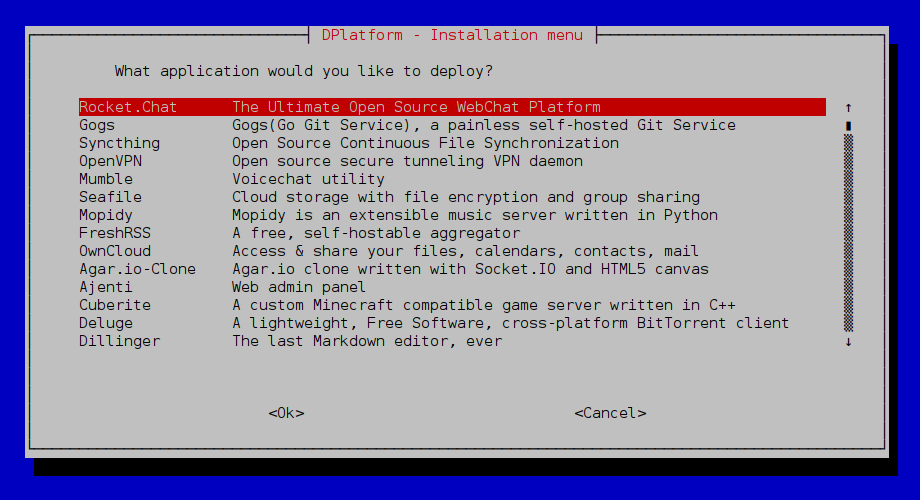 DPlatform - Installation menu
What application would you like to deploy?
Rocket.Chat The Ultimate Open Source WebChat Platform
Gogs Gogs(Go Git Service), a painless self-hosted Git Service
Syncthing Open Source Continuous File Synchronization
OpenVPN Open source secure tunneling VPN daemon
Mumble Voicechat utility
Seafile Cloud storage with file encryption and group sharing
Mopidy Mopidy is an extensible music server written in Python
FreshRSS A free, self-hostable aggregator
OwnCloud Access & share your files, calendars, contacts, mail
Agar.io-Clone Agar.io clone written with Socket.IO and HTML5 canvas
Ajenti Web admin panel
Cuberite A custom Minecraft compatible game server written in C++
Deluge A lightweight, Free Software, cross-platform BitTorrent client
Dillinger The last Markdown editor, ever
<Ok> <Cancel>